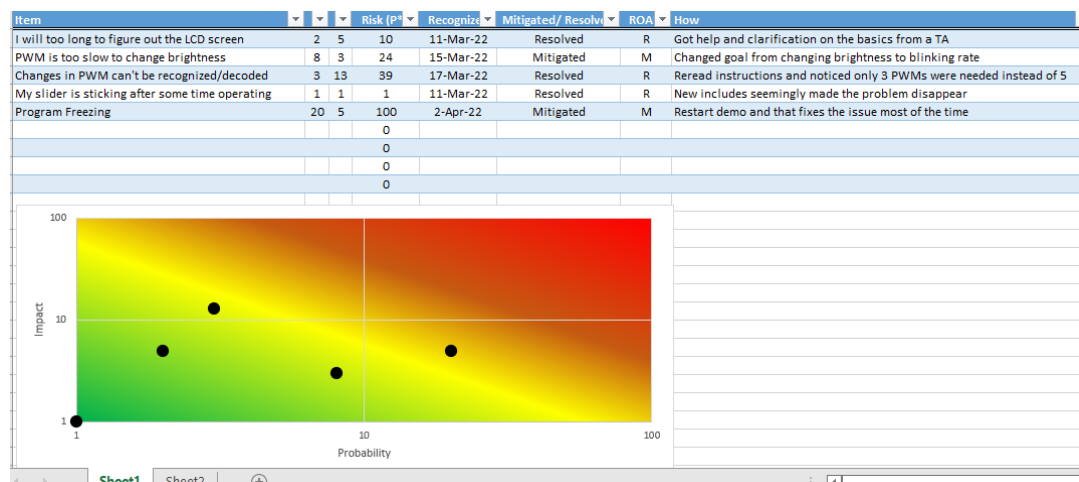 Item Risk (P* Recognize Mitigated/ Resolve ROA How
I will too long to figure out the LCD screen 2 5 10 11-Mar-22 Resolved R Got help and clarification on the basics from a TA
PWM is too slow to change brightness 8 3 24 15-Mar-22 Mitigated M Changed goal from changing brightness to blinking rate
Changes in PWM can't be recognized/decoded 3 13 39 17-Mar-22 Resolved R Reread instructions and noticed only 3 PWMs were needed instead of 5
My slider is sticking after some time operating 1 1 1 11-Mar-22 Resolved R New includes seemingly made the problem disappear
Program Freezing 20 5 100 2-Apr-22 Mitigated M Restart demo and that fixes the issue most of the time
0
0
0
0
100
Impact
10
1
1 10 100
Probability
Sheet1 Sheet2